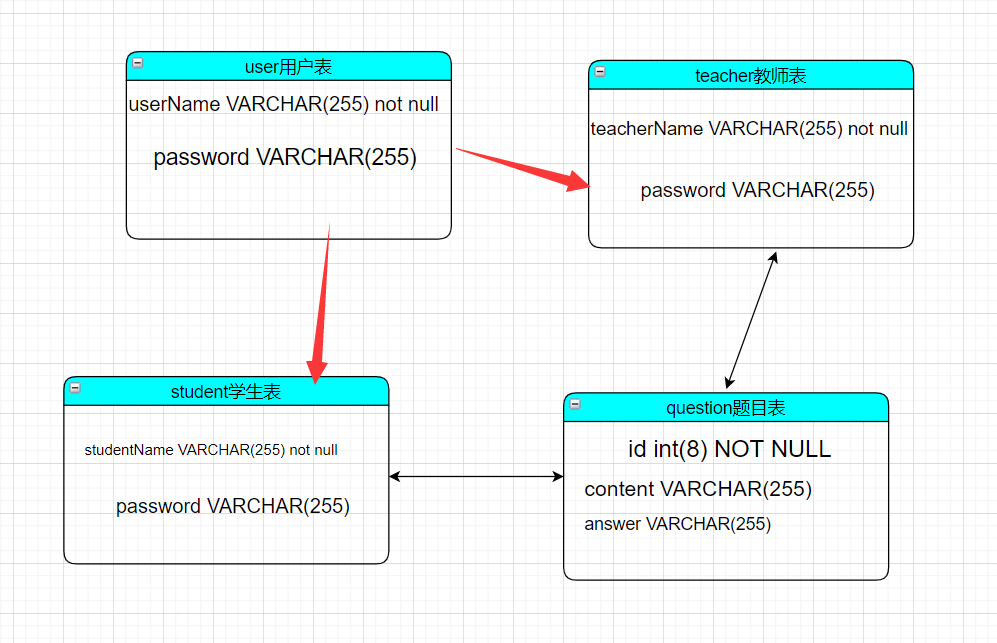 user用户表
userName VARCHAR(255) not null
password VARCHAR(255)
teacher教师表
teacherName VARCHAR(255) not null
password VARCHAR(255)
student学生表
studentName VARCHAR(255) not null
password VARCHAR(255)
question题目表
id int(8) NOT NULL
content VARCHAR(255)
answer VARCHAR(255)